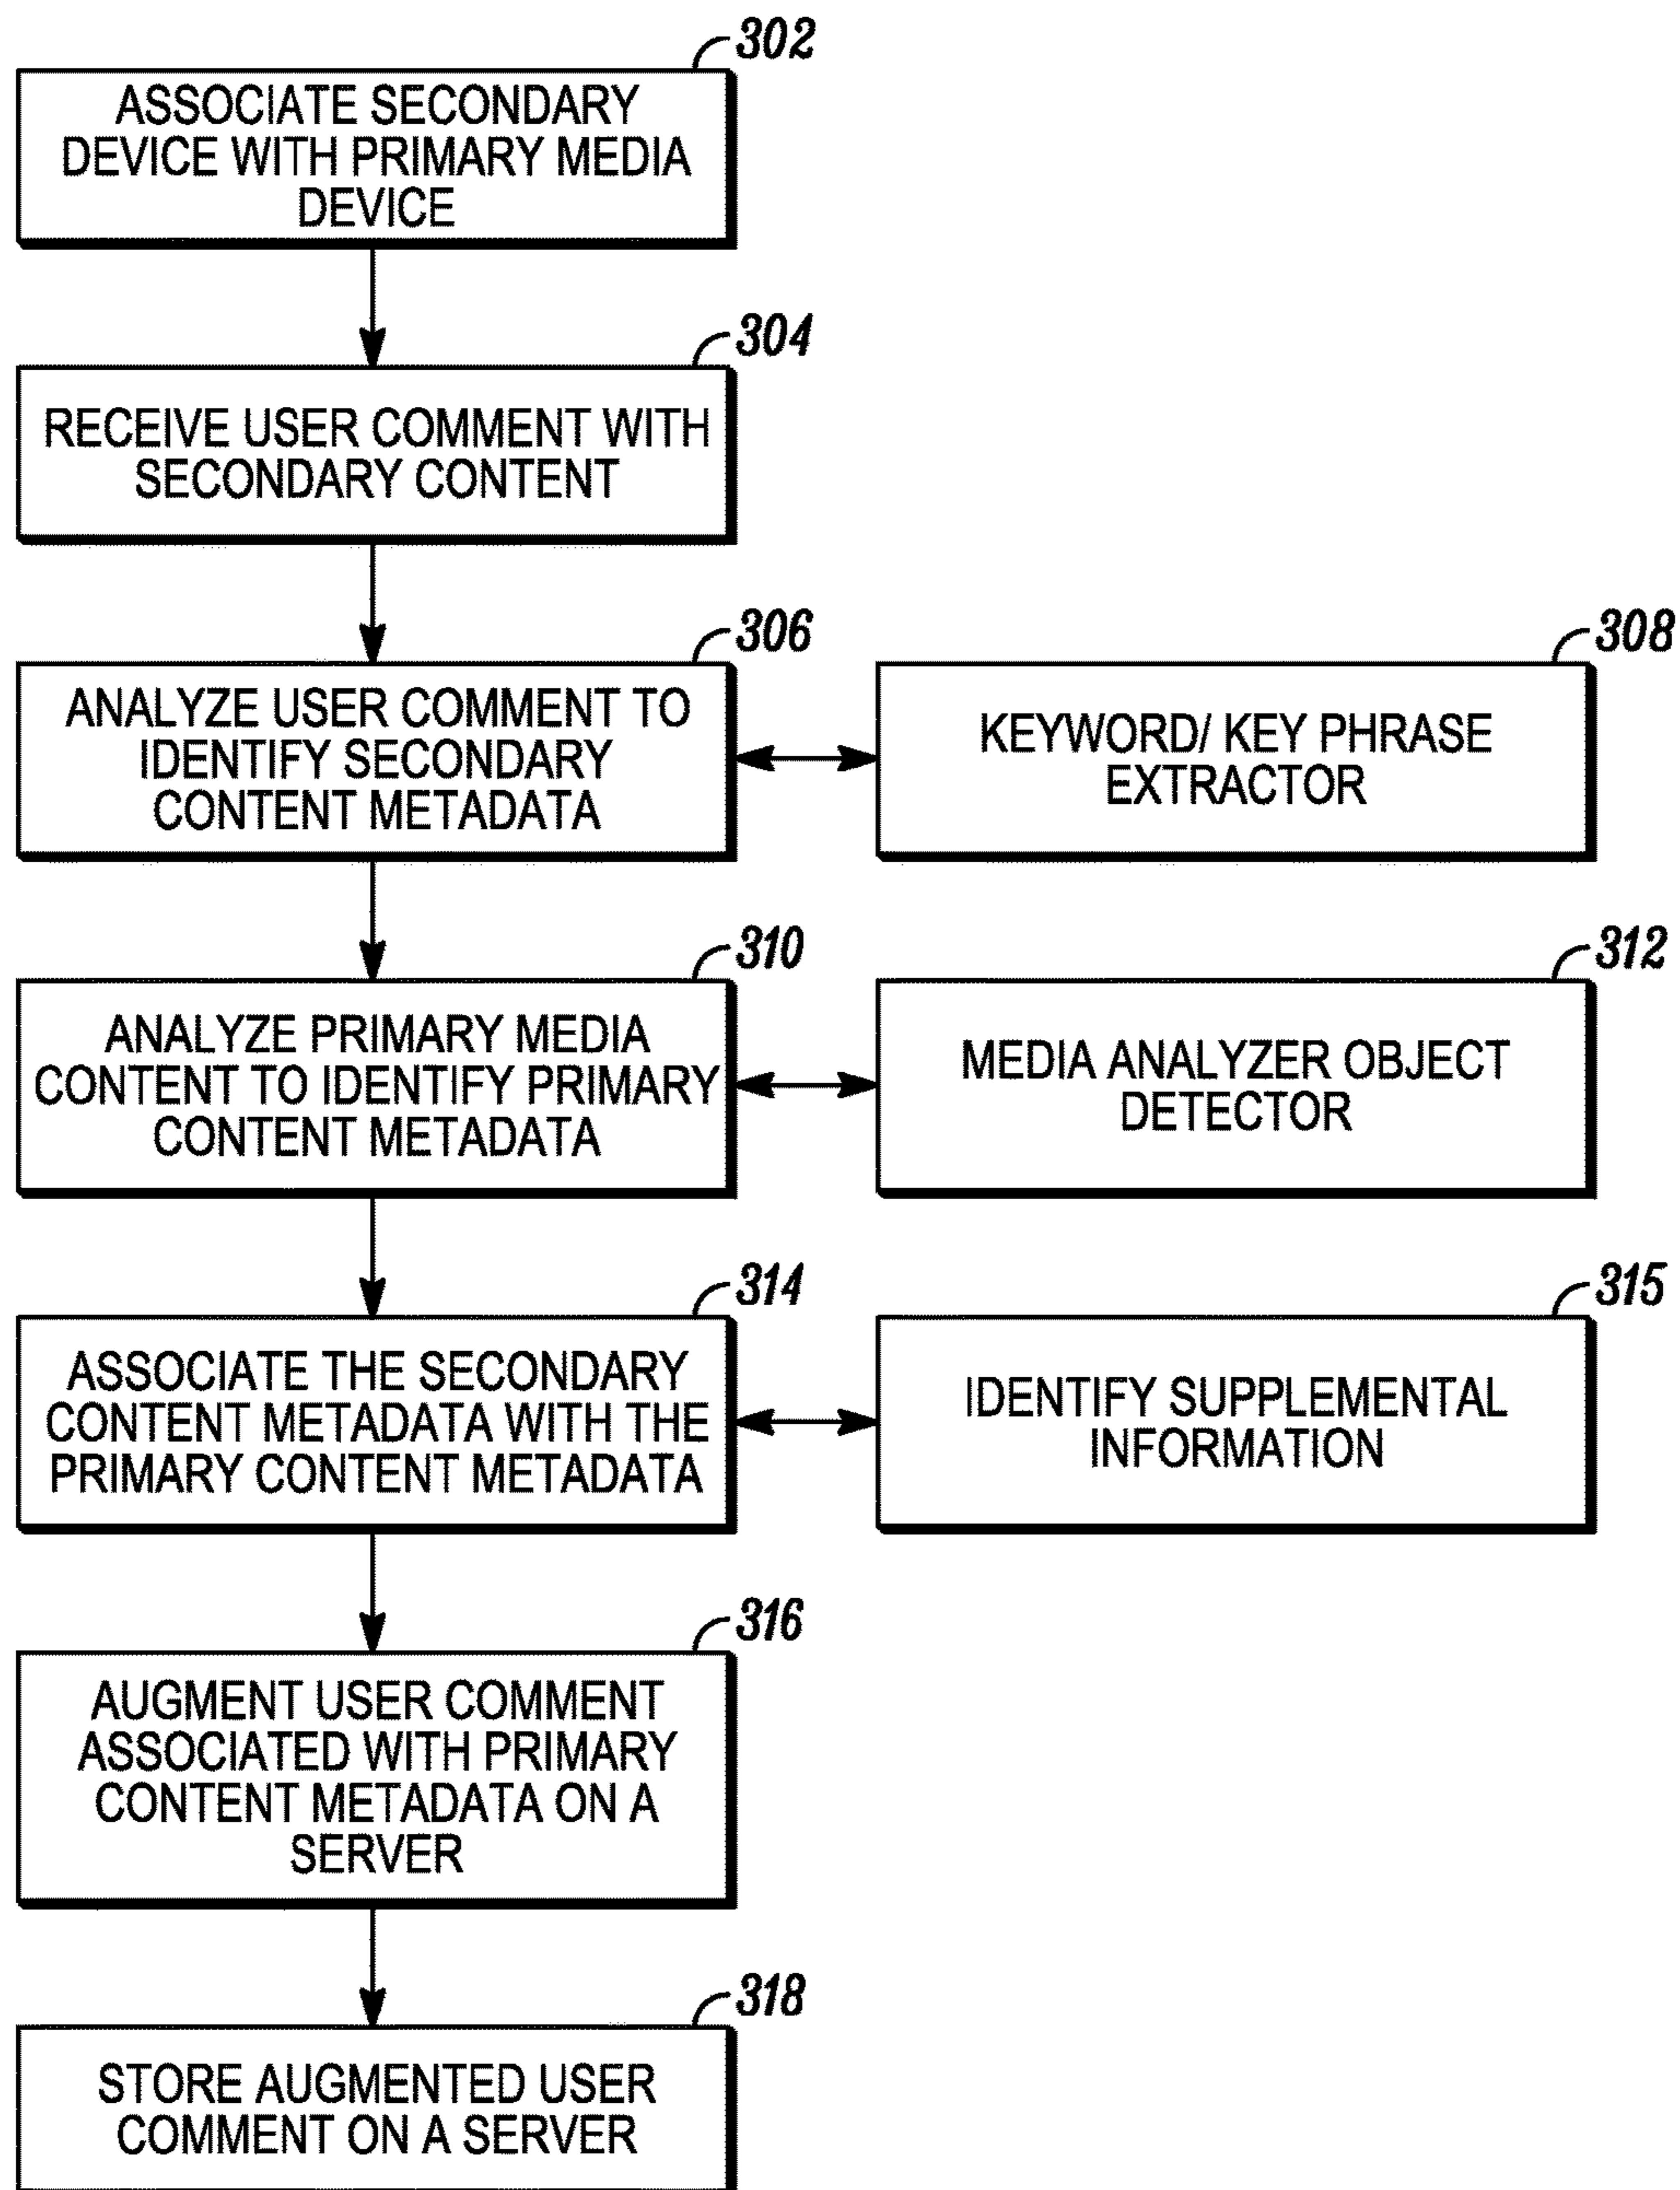 302
ASSOCIATE SECONDARY
DEVICE WITH PRIMARY MEDIA
DEVICE
304
RECEIVE USER COMMENT WITH
SECONDARY CONTENT
306
ANALYZE USER COMMENT TO
IDENTIFY SECONDARY
CONTENT METADATA
308
KEYWORD/ KEY PHRASE
EXTRACTOR
310
ANALYZE PRIMARY MEDIA
CONTENT TO IDENTIFY PRIMARY
CONTENT METADATA
312
MEDIA ANALYZER OBJECT
DETECTOR
314
ASSOCIATE THE SECONDARY
CONTENT METADATA WITH THE
PRIMARY CONTENT METADATA
315
IDENTIFY SUPPLEMENTAL
INFORMATION
316
AUGMENT USER COMMENT
ASSOCIATED WITH PRIMARY
CONTENT METADATA ON A
SERVER
318
STORE AUGMENTED USER
COMMENT ON A SERVER